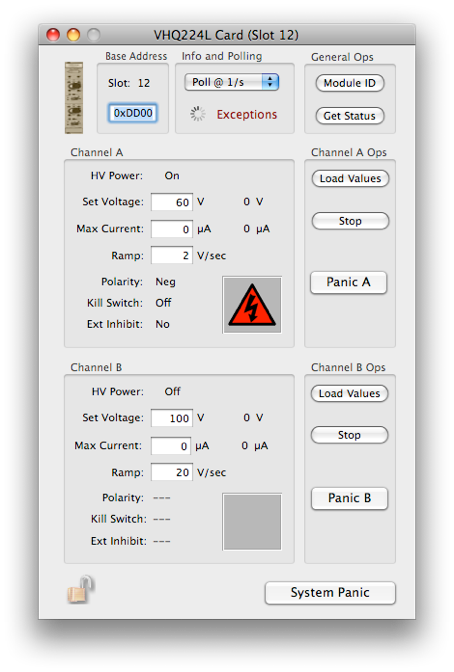 VHQ224L Card (Slot 12)
Base Address
Info and Polling
General Ops
Slot: 12
Poll @ 1/s
Module ID
0xDD00
Exceptions
Get Status
Channel A
Channel A Ops
HV Power: On
Load Values
Set Voltage: 60 V 0 V
Stop
Max Current: 0 µA 0 µA
Ramp: 2 V/sec
Polarity: Neg
Panic A
Kill Switch: Off
Ext Inhibit: No
Channel B
Channel B Ops
HV Power: Off
Load Values
Set Voltage: 100 V 0 V
Stop
Max Current: 0 µA 0 µA
Ramp: 20 V/sec
Polarity: ---
Panic B
Kill Switch: ---
Ext Inhibit: ---
System Panic